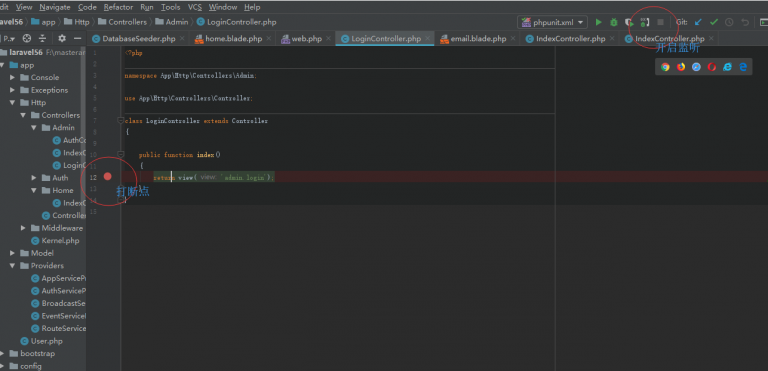 dit View Navigate Code Refactor Run Tools VCS Window Help
laravel56 app Http Controllers Admin LoginController.php
phpunit.xml
Git:
开启监听
DatabaseSeeder.php home.blade.php web.php LoginController.php email.blade.php IndexController.php IndexController.php
laravel56 F:\mastera
app
Console
Exceptions
Http
Controllers
Admin
AuthCo
IndexC
LoginC
Auth
Home
IndexC
Controller
Middleware
Kernel.php
Model
Providers
AppServiceP
AuthServiceP
BroadcastSe
EventServiceP
RouteService
User.php
bootstrap
config
1 <?php
2
3 namespace App\Http\Controllers\Admin;
4
5 use App\Http\Controllers\Controller;
6
7 class LoginController extends Controller
8 {
9
10 public function index()
11 {
12 return view( view: 'admin.login');
13 }
14 }
15
打断点